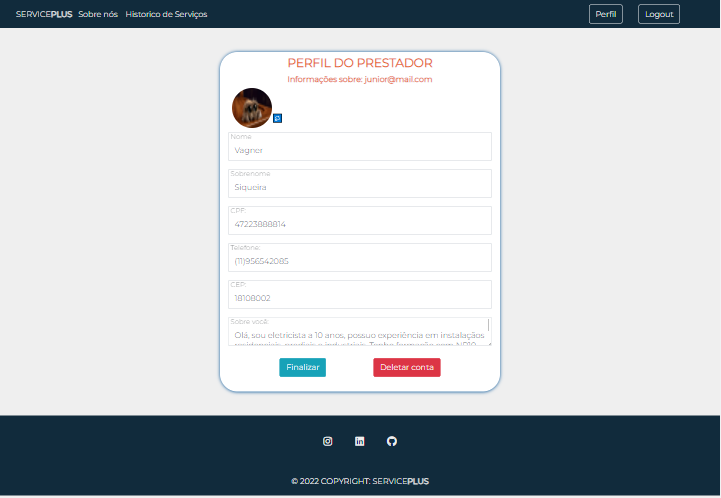 SERVICEPLUS Sobre nós Historico de Serviços Perfil Logout
PERFIL DO PRESTADOR
Informações sobre: junior@mail.com
Nome
Vagner
Sobrenome
Siqueira
CPF:
47223888814
Telefone:
(11)956542085
CEP:
18108002
Sobre você:
Olá, sou eletricista a 10 anos, possuo experiência em instalações
Finalizar Deletar conta
© 2022 COPYRIGHT: SERVICEPLUS